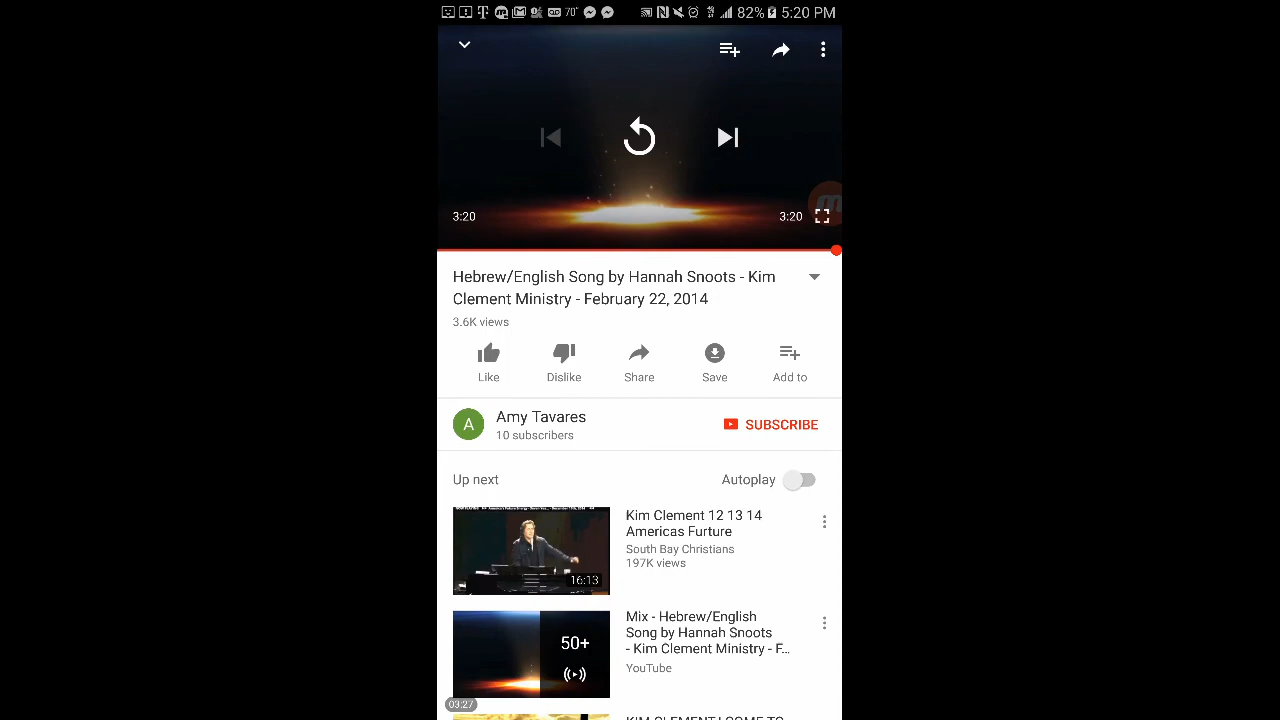 70° 82% 5:20 PM
3:20 3:20
Hebrew/English Song by Hannah Snoots - Kim
Clement Ministry - February 22, 2014
3.6K views
Like Dislike Share Save Add to
A Amy Tavares
10 subscribers
SUBSCRIBE
Up next Autoplay
16:13
Kim Clement 12 13 14
Americas Furture
South Bay Christians
197K views
50+
Mix - Hebrew/English
Song by Hannah Snoots
- Kim Clement Ministry - F...
YouTube
03:27